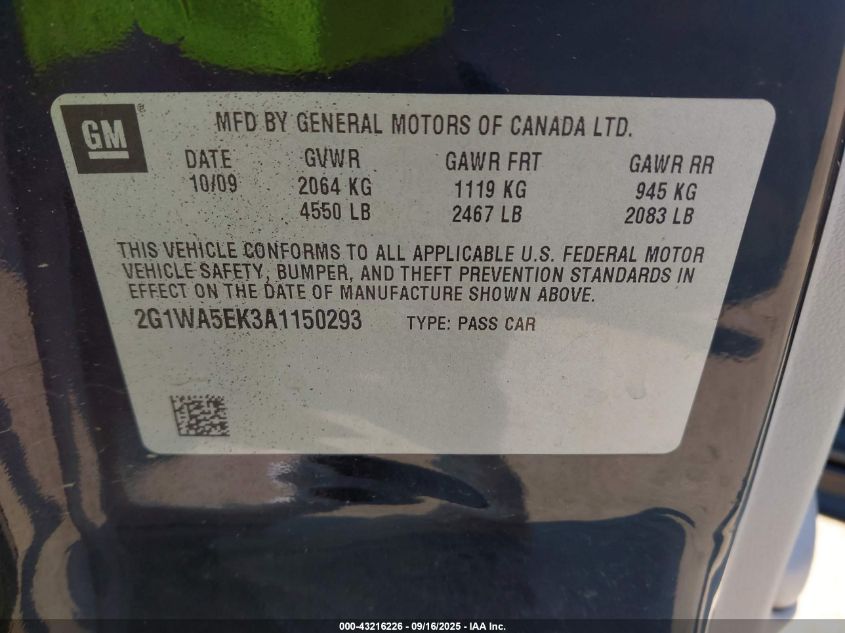 GM®
MFD BY GENERAL MOTORS OF CANADA LTD.
DATE GVWR GAWR FRT GAWR RR
10/09 2064 KG 1119 KG 945 KG
4550 LB 2467 LB 2083 LB
THIS VEHICLE CONFORMS TO ALL APPLICABLE U.S. FEDERAL MOTOR
VEHICLE SAFETY, BUMPER, AND THEFT PREVENTION STANDARDS IN
EFFECT ON THE DATE OF MANUFACTURE SHOWN ABOVE.
2G1WA5EK3A1150293 TYPE: PASS CAR
000-43216226 - 09/16/2025 - IAA Inc.